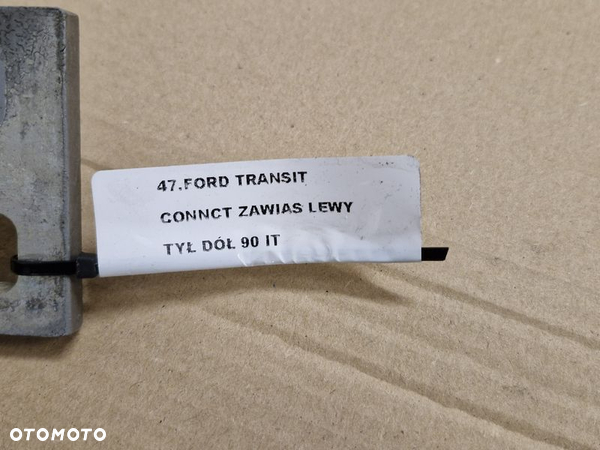 47.FORD TRANSIT
CONNCT ZAWIAS LEWY
TYŁ DÓŁ 90 IT
OTOMOTO